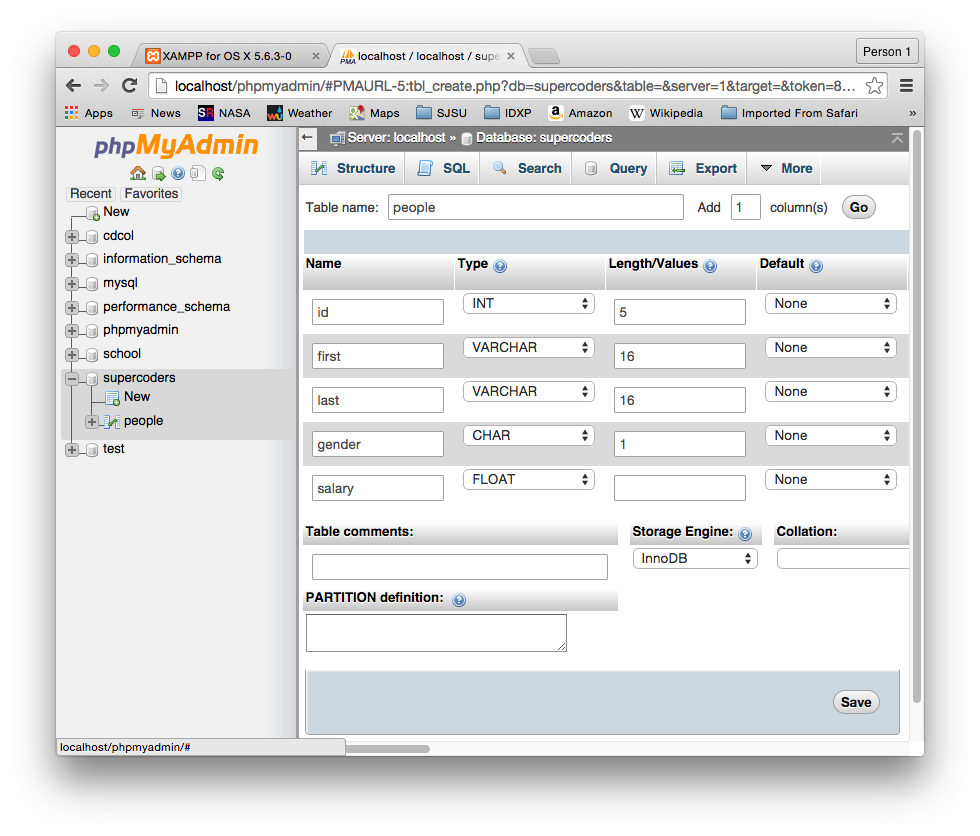 XAMPP for OS X 5.6.3-0
localhost / localhost / supe
Person 1
localhost/phpmyadmin/#PMAURL-5:tbl_create.php?db=supercoders&table=&server=1&target=&token=8...
Apps News NASA Weather Maps SJSU IDXP Amazon Wikipedia Imported From Safari »
phpMyAdmin
Recent Favorites
New
cdcol
information_schema
mysql
performance_schema
phpmyadmin
school
supercoders
New
people
test
Server: localhost » Database: supercoders
Structure SQL Search Query Export More
Table name: people Add 1 column(s) Go
Name Type Length/Values Default
id INT 5 None
first VARCHAR 16 None
last VARCHAR 16 None
gender CHAR 1 None
salary FLOAT None
Table comments: Storage Engine: Collation:
InnoDB
PARTITION definition:
Save
localhost/phpmyadmin/#